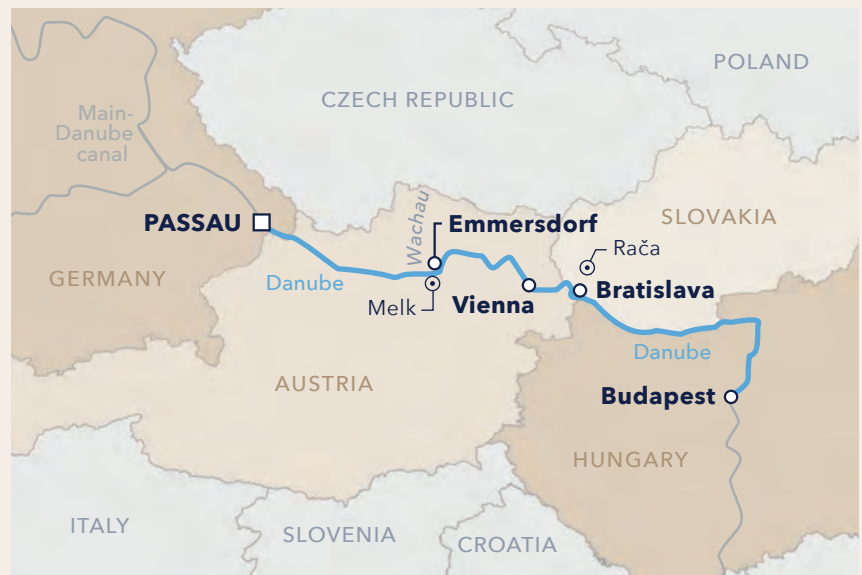 POLAND
CZECH REPUBLIC
Main-
Danube
canal
PASSAU
Wachau
Emmersdorf
SLOVAKIA
Rača
GERMANY
Danube
Melk
Vienna
Bratislava
Danube
AUSTRIA
Budapest
HUNGARY
ITALY
SLOVENIA
CROATIA